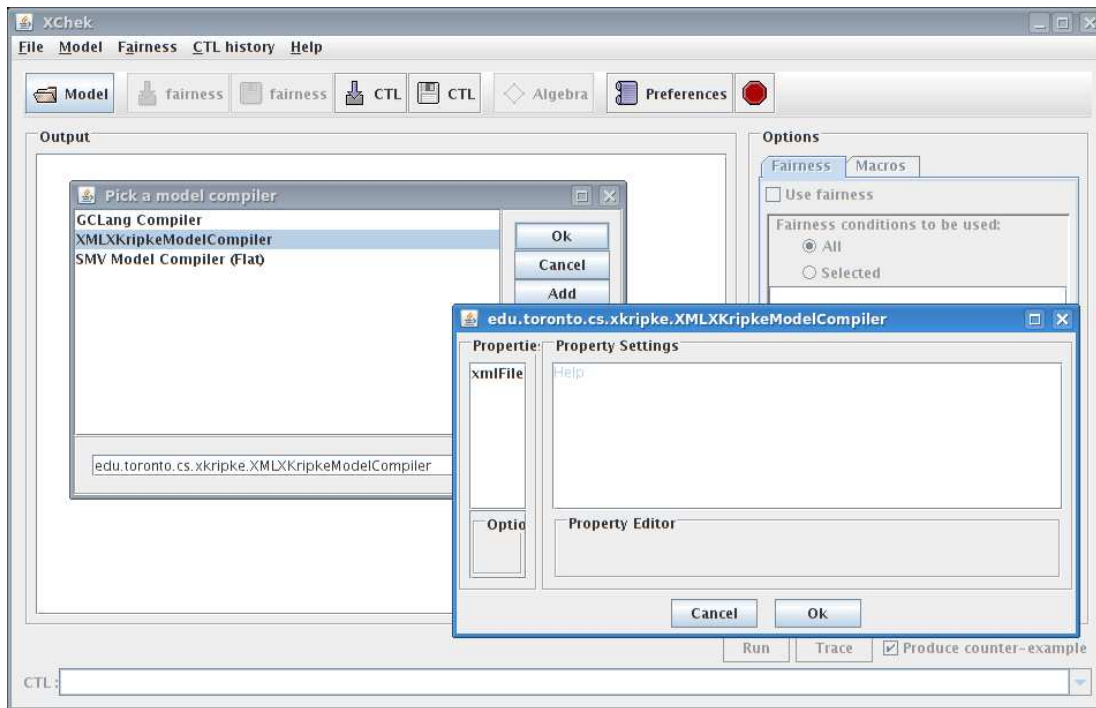 XChek
File Model Fairness CTL history Help
Model fairness fairness CTL CTL Algebra Preferences
Output
Options
Pick a model compiler
GCLang Compiler
XMLXKripkeModelCompiler
SMV Model Compiler (Flat)
Ok
Cancel
Add
edu.toronto.cs.xkripke.XMLXKripkeModelCompiler
Fairness Macros
Use fairness
Fairness conditions to be used:
All
Selected
edu.toronto.cs.xkripke.XMLXKripkeModelCompiler
Propertie: Property Settings
xmlFile
Help
Optio
Property Editor
Cancel Ok
Run Trace Produce counter-example
CTL: